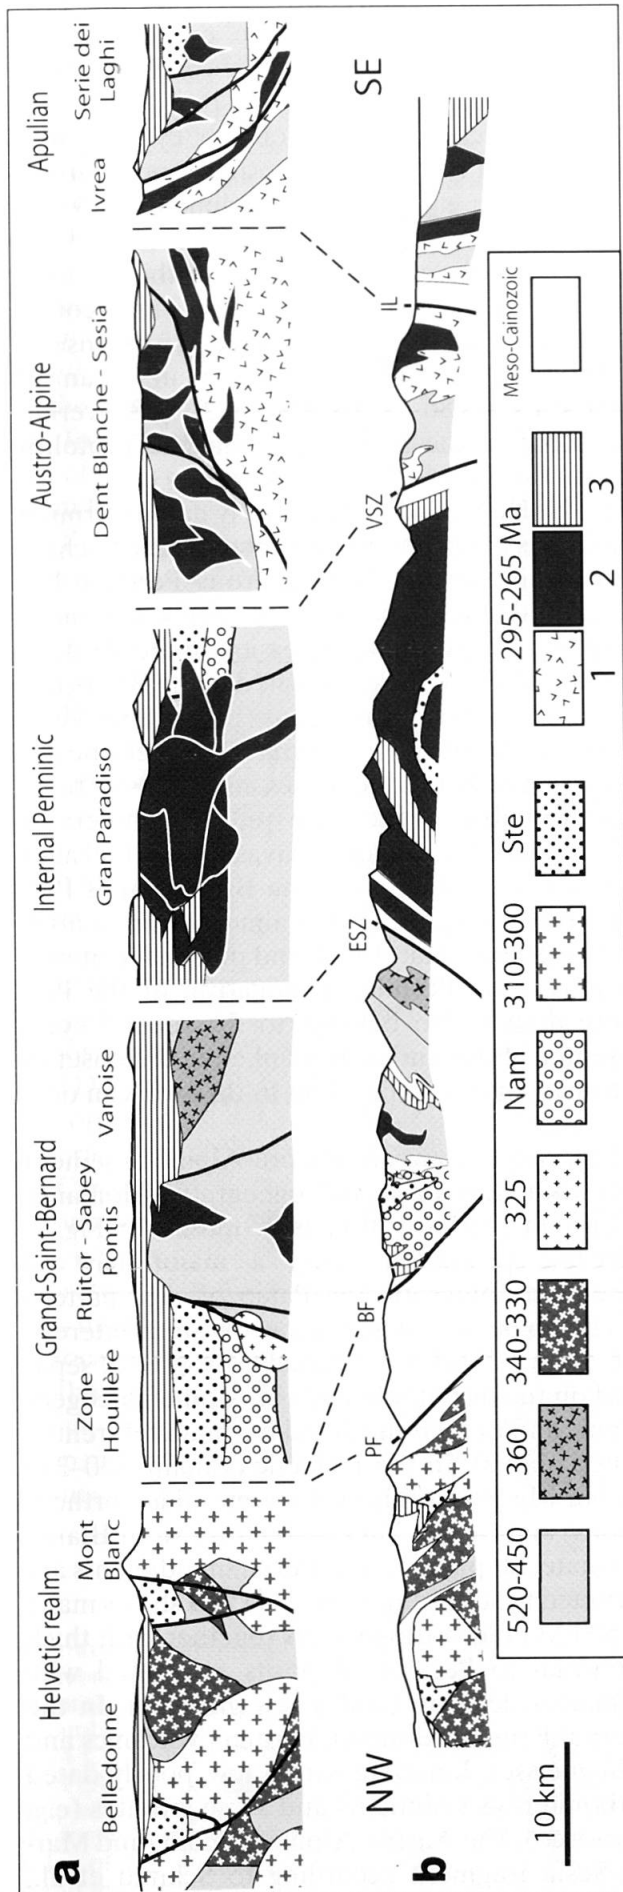 a
Helvetic realm
Grand-Saint-Bernard
Internal Penninic
Austro-Alpine
Apulian
Belledonne
Mont
Blanc
Zone
Houillère
Ruitor - Sapey
Pontis
Vanoise
Gran Paradiso
Dent Blanche - Sesia
Ivrea
Serie dei
Laghi
b
NW
PF
BF
ESZ
VSZ
IL
SE
10 km
520-450
360
340-330
325
Nam
310-300
Ste
295-265 Ma
Meso-Cainozoic
1
2
3